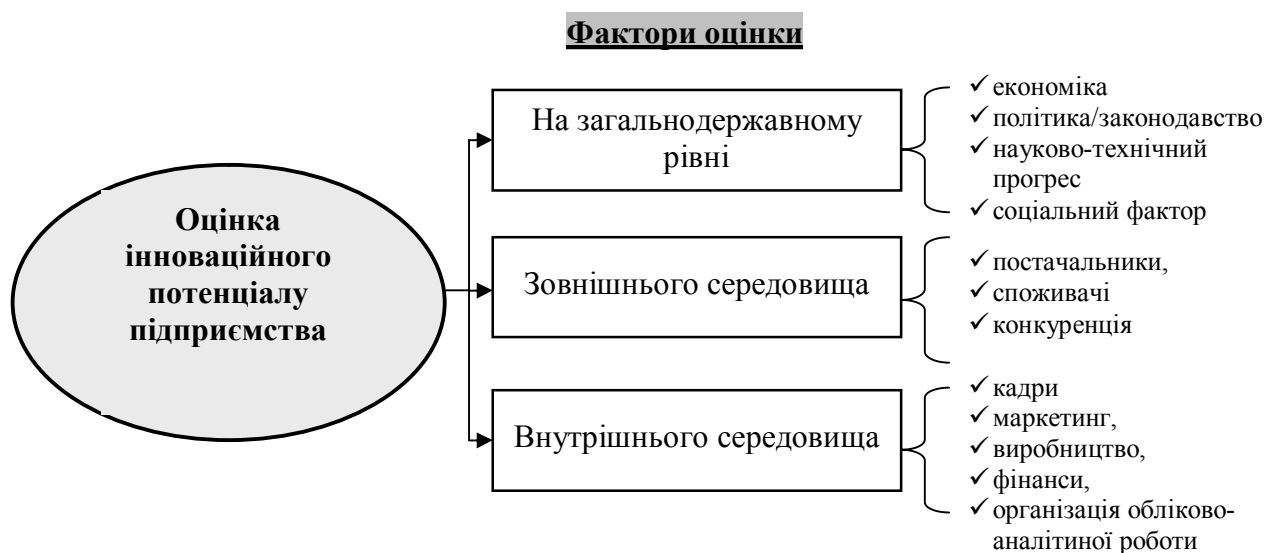 Фактори оцінки
Оцінка
інноваційного
потенціалу
підприємства
На загальнодержавному
рівні
економіка
політика/законодавство
науково-технічний
прогрес
соціальний фактор
Зовнішнього середовища
постачальники,
споживачі
конкуренція
Внутрішнього середовища
кадри
маркетинг,
виробництво,
фінанси,
організація обліково-
аналітиної роботи